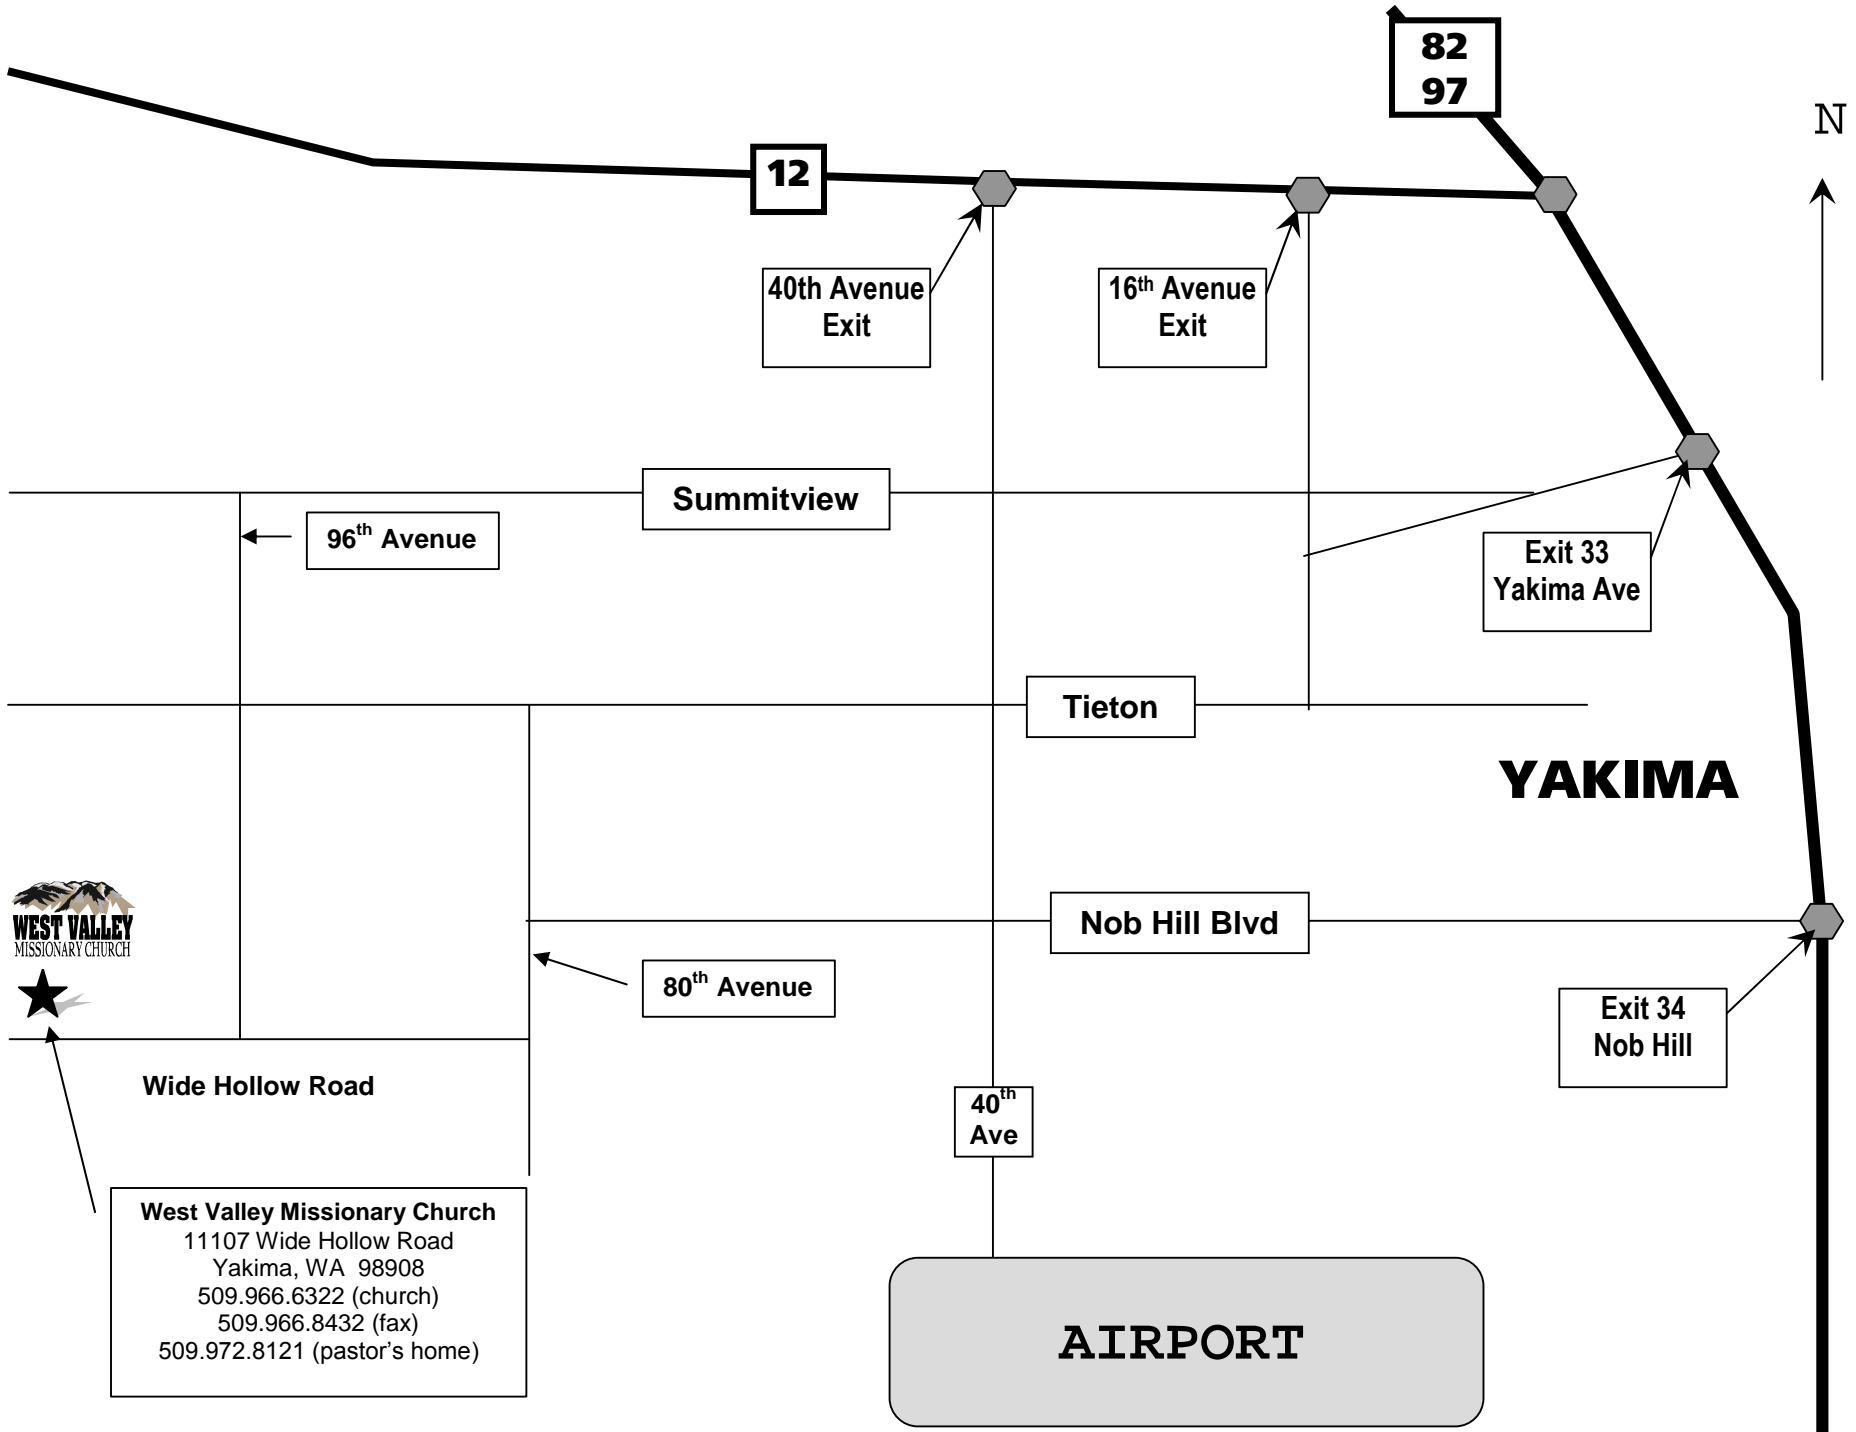 82
97
N
12
40th Avenue
Exit
16th Avenue
Exit
Summitview
96th Avenue
Exit 33
Yakima Ave
Tieton
YAKIMA
WEST VALLEY
MISSIONARY CHURCH
Nob Hill Blvd
80th Avenue
Exit 34
Nob Hill
Wide Hollow Road
40th
Ave
West Valley Missionary Church
11107 Wide Hollow Road
Yakima, WA  98908
509.966.6322 (church)
509.966.8432 (fax)
509.972.8121 (pastor's home)
AIRPORT